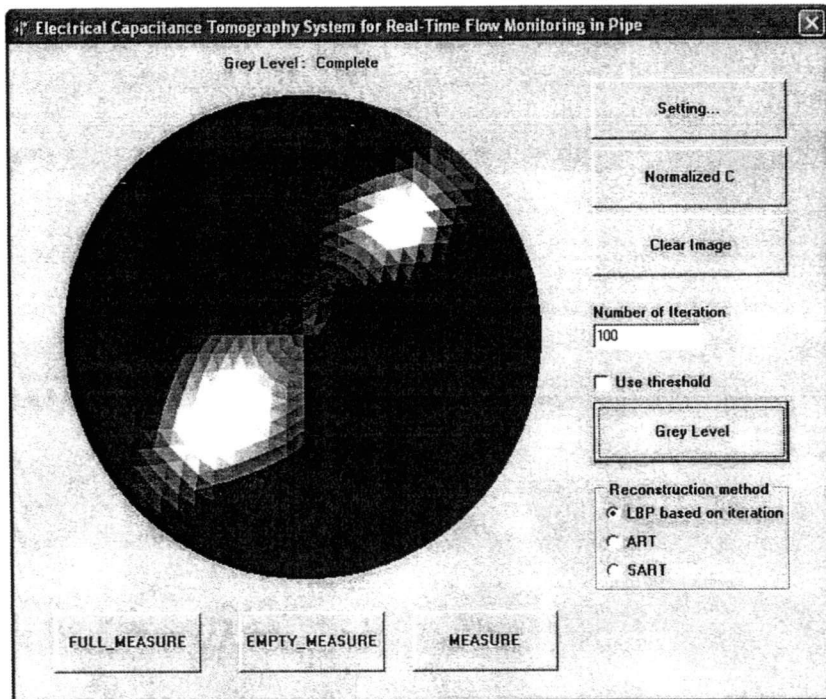 Electrical Capacitance Tomography System for Real-Time Flow Monitoring in Pipe
Grey Level: Complete
Setting...
Normalized C
Clear Image
Number of Iteration
100
Use threshold
Grey Level
Reconstruction method
LBP based on iteration
ART
SART
FULL_MEASURE
EMPTY_MEASURE
MEASURE